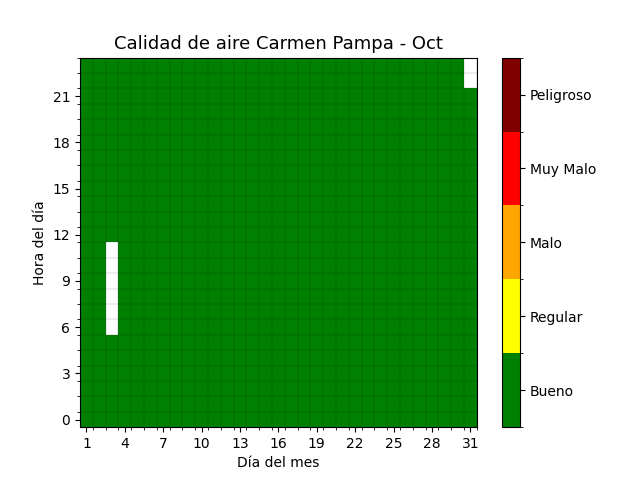 Calidad de aire Carmen Pampa - Oct
21
18
15
12
9
6
3
0
Hora del día
1 4 7 10 13 16 19 22 25 28 31
Día del mes
Peligroso
Muy Malo
Malo
Regular
Bueno